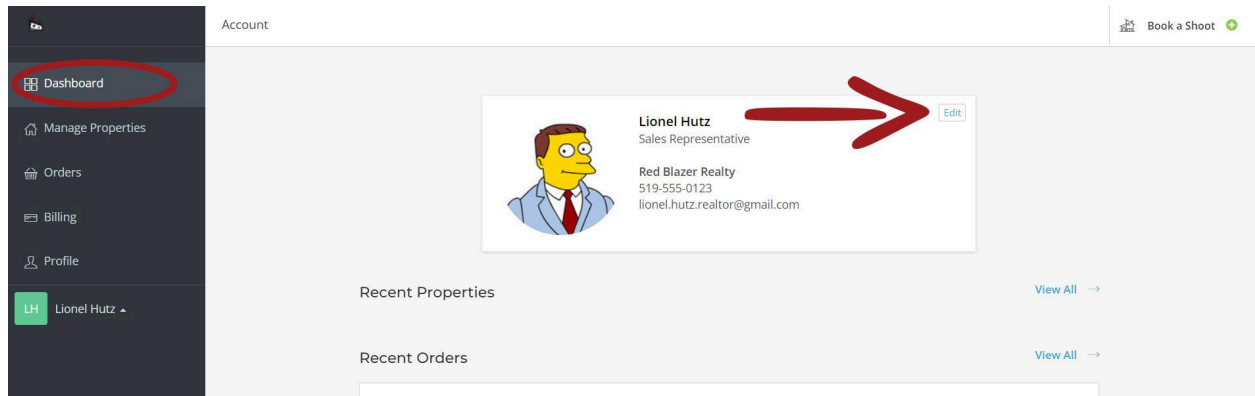 Account
Book a Shoot
Dashboard
Manage Properties
Orders
Billing
Profile
LH
Lionel Hutz
Lionel Hutz
Edit
Sales Representative
Red Blazer Realty
519-555-0123
lionel.hutz.realtor@gmail.com
Recent Properties
View All
Recent Orders
View All